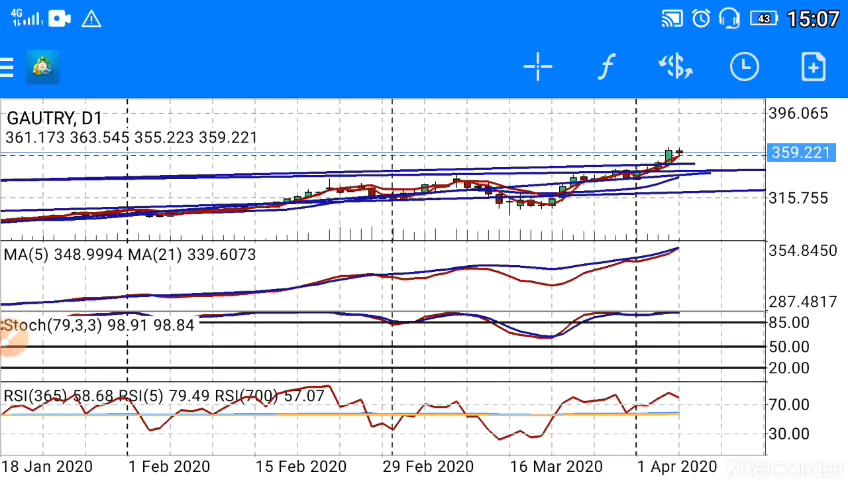 4G 43 15:07
f $
GAUTRY, D1
361.173 363.545 355.223 359.221
396.065
359.221
315.755
MA(5) 348.9994 MA(21) 339.6073
354.8450
287.4817
Stoch(79,3,3) 98.91 98.84
85.00
50.00
20.00
RSI(365) 58.68 RSI(5) 79.49 RSI(700) 57.07
70.00
30.00
18 Jan 2020 1 Feb 2020 15 Feb 2020 29 Feb 2020 16 Mar 2020 1 Apr 2020
XRecorder